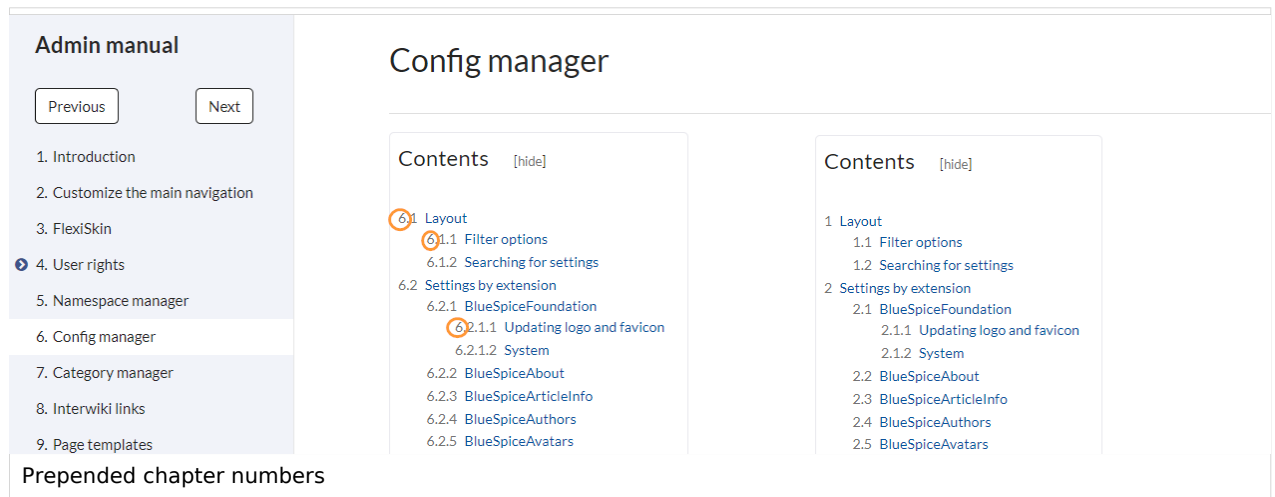 Admin manual
Previous
Next
1. Introduction
2. Customize the main navigation
3. FlexiSkin
4. User rights
5. Namespace manager
6. Config manager
7. Category manager
8. Interwiki links
9. Page templates
Config manager
Contents [hide]
6.1 Layout
6.1.1 Filter options
6.1.2 Searching for settings
6.2 Settings by extension
6.2.1 BlueSpiceFoundation
6.2.1.1 Updating logo and favicon
6.2.1.2 System
6.2.2 BlueSpiceAbout
6.2.3 BlueSpiceArticleInfo
6.2.4 BlueSpiceAuthors
6.2.5 BlueSpiceAvatars
Contents [hide]
1 Layout
1.1 Filter options
1.2 Searching for settings
2 Settings by extension
2.1 BlueSpiceFoundation
2.1.1 Updating logo and favicon
2.1.2 System
2.2 BlueSpiceAbout
2.3 BlueSpiceArticleInfo
2.4 BlueSpiceAuthors
2.5 BlueSpiceAvatars
Prepended chapter numbers